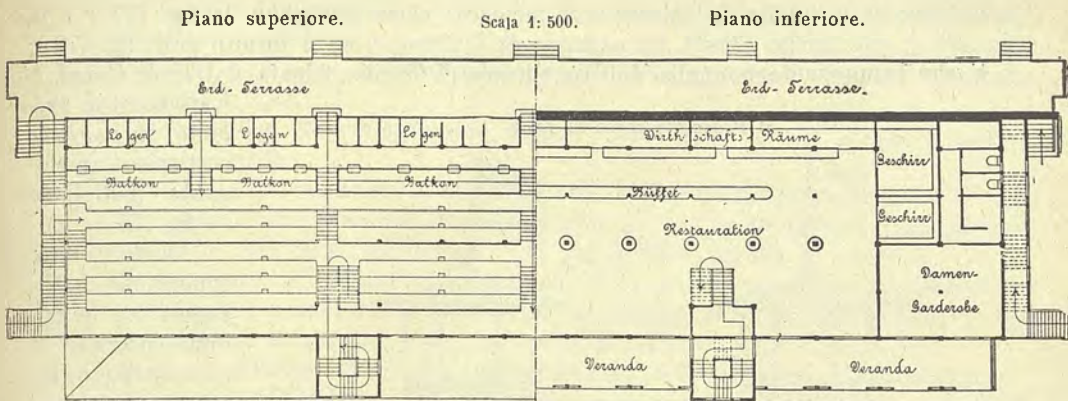 Piano superiore.
Scala 1: 500.
Piano inferiore.
Erd-Terrasse
Erd-Terrasse.
Logen
Logen
Logen
Wirthschafts-Räume
Geschirr
Balkon
Balkon
Balkon
Büffet
Geschirr
Restauration
Damen-
Garderobe
Veranda
Veranda